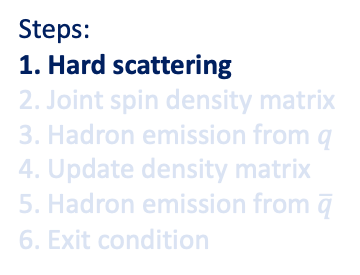 Steps:
1. Hard scattering
2. Joint spin density matrix
3. Hadron emission from q
4. Update density matrix
5. Hadron emission from q̅
6. Exit condition